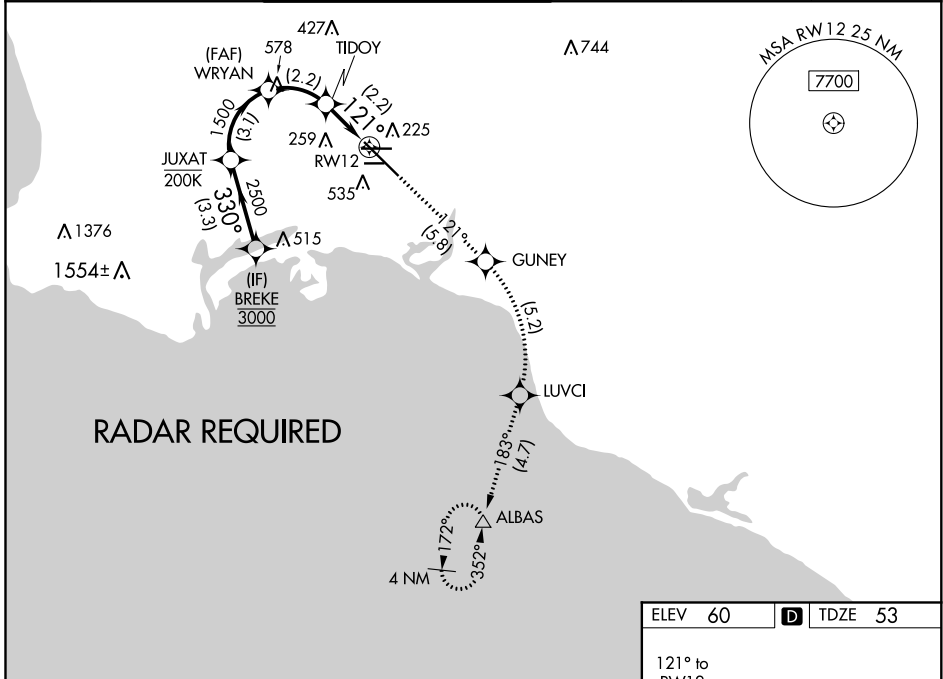 427
TIDOY
744
MSA RW12 25 NM
7700
(FAF)
WRYAN
578
(2.2)
(2.2)
121°
225
259
RW12
535
1500
(3.1)
JUXAT
200K
330°
(3.3)
2500
515
1376
1554±
(IF)
BREKE
3000
121°
(5.8)
GUNEY
(5.2)
LUVCI
RADAR REQUIRED
183°
(4.7)
ALBAS
172°
352°
4 NM
ELEV 60 D TDZE 53
121° to
RW12